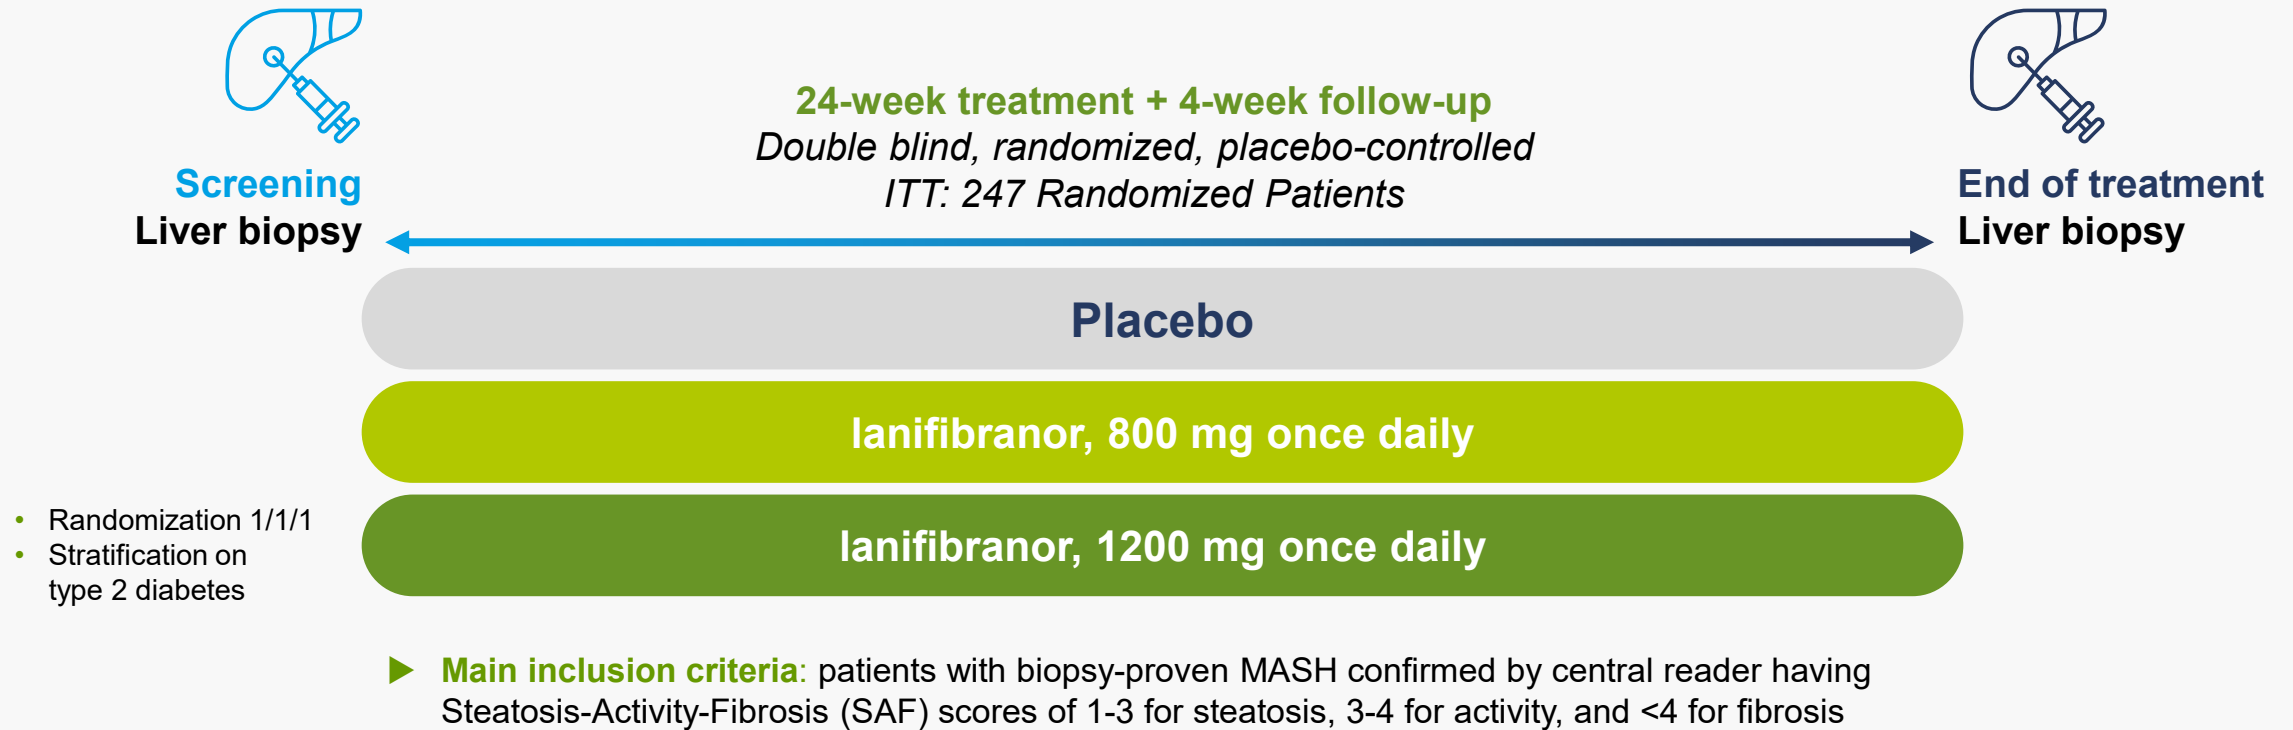 24-week treatment + 4-week follow-up
Double blind, randomized, placebo-controlled
ITT: 247 Randomized Patients
Screening
Liver biopsy
End of treatment
Liver biopsy
Placebo
lanifibranor, 800 mg once daily
lanifibranor, 1200 mg once daily
• Randomization 1/1/1
• Stratification on
type 2 diabetes
▶ Main inclusion criteria: patients with biopsy-proven MASH confirmed by central reader having
Steatosis-Activity-Fibrosis (SAF) scores of 1-3 for steatosis, 3-4 for activity, and <4 for fibrosis